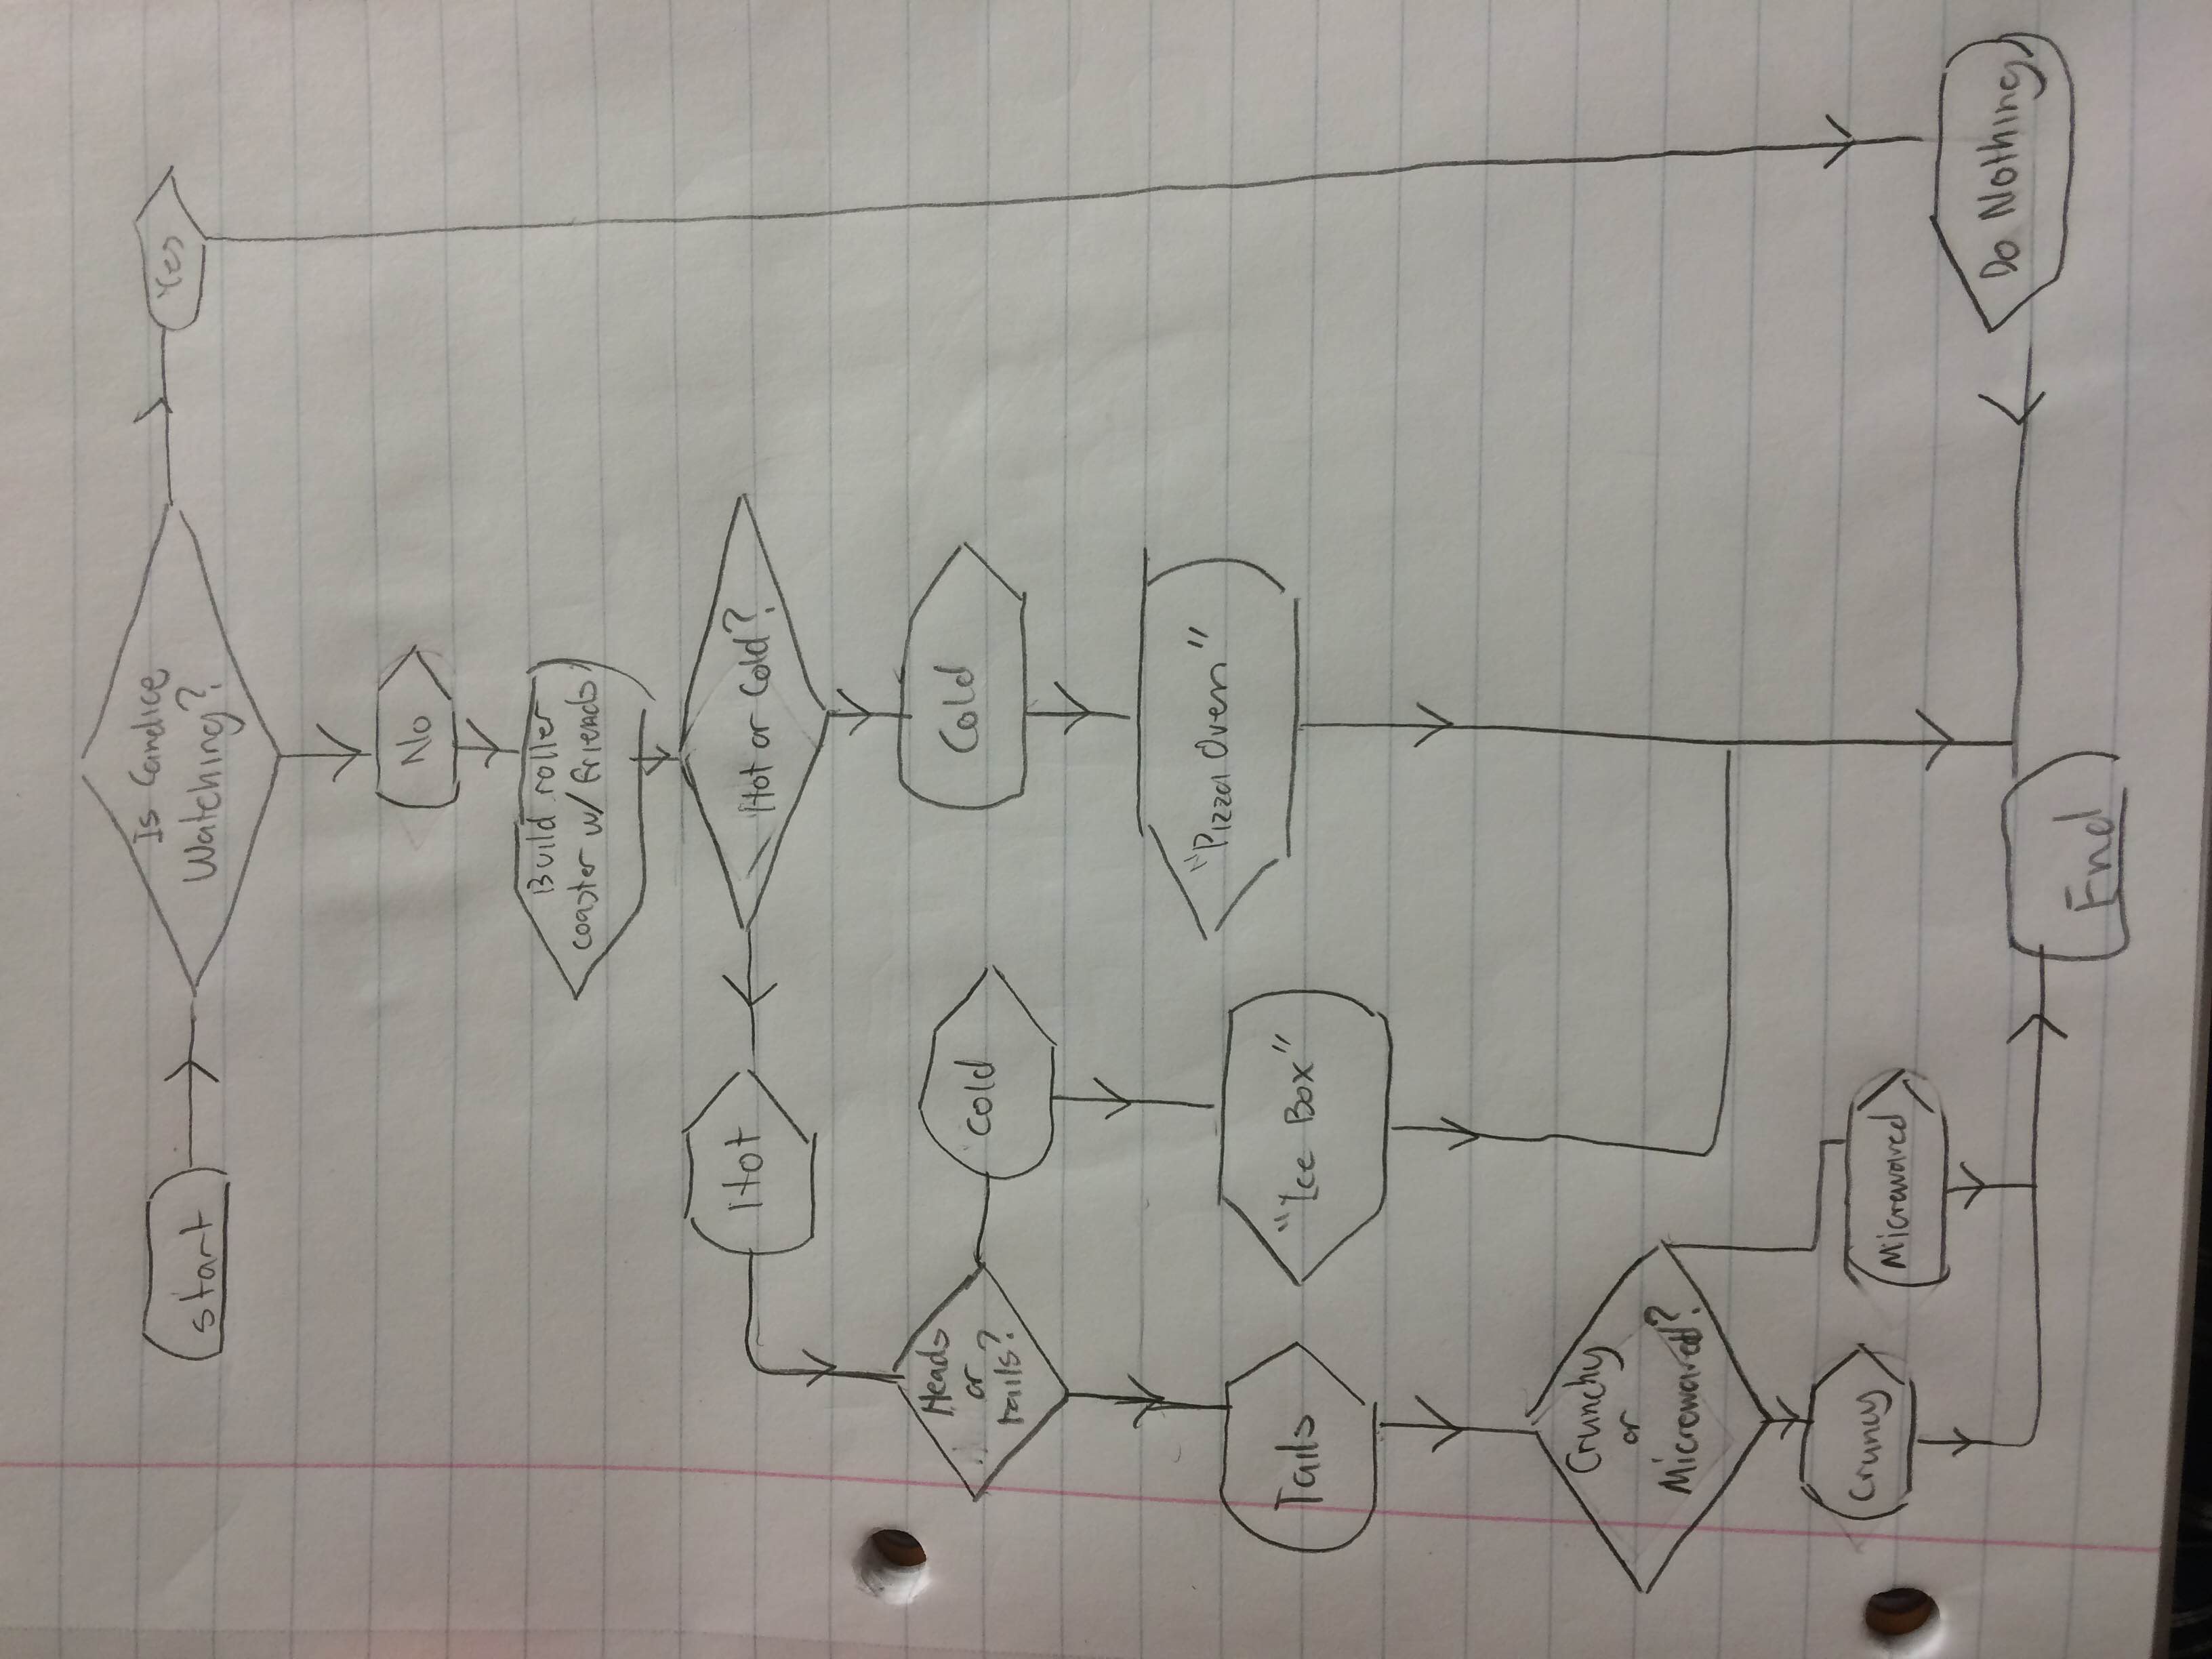 start
Is Candice
Watching?
Yes
No
Build roller
coaster w/ friends
Hot
Hot or Cold?
Heads
or
tails?
cold
Cold
"Pizza Oven"
Tails
"Ice Box"
Crunchy
or
Microwaved?
Cruncy
Microwaved
Do Nothing
End